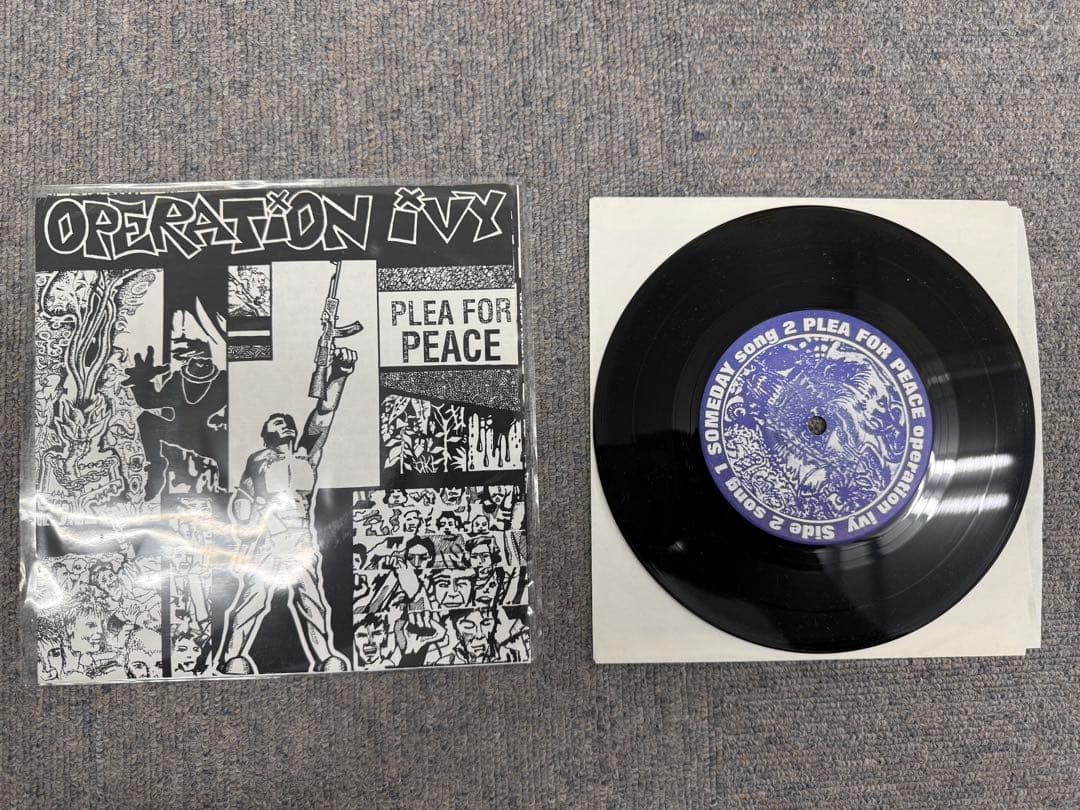 OPERATION iVY
PLEA FOR
PEACE
Side 2 song 1 SOMEDAY song 2 PLEA FOR PEACE operation ivy